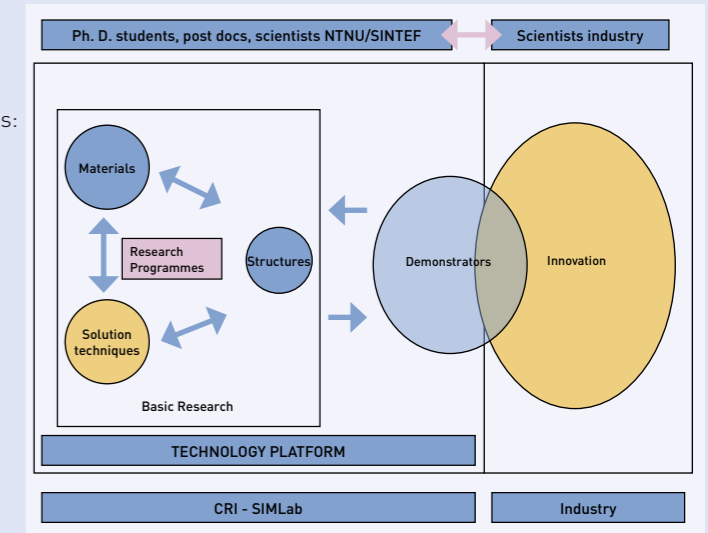 Ph. D. students, post docs, scientists NTNU/SINTEF
Scientists industry
s:
Materials
Research
Programmes
Structures
Demonstrators
Innovation
Solution
techniques
Basic Research
TECHNOLOGY PLATFORM
CRI - SIMLab
Industry